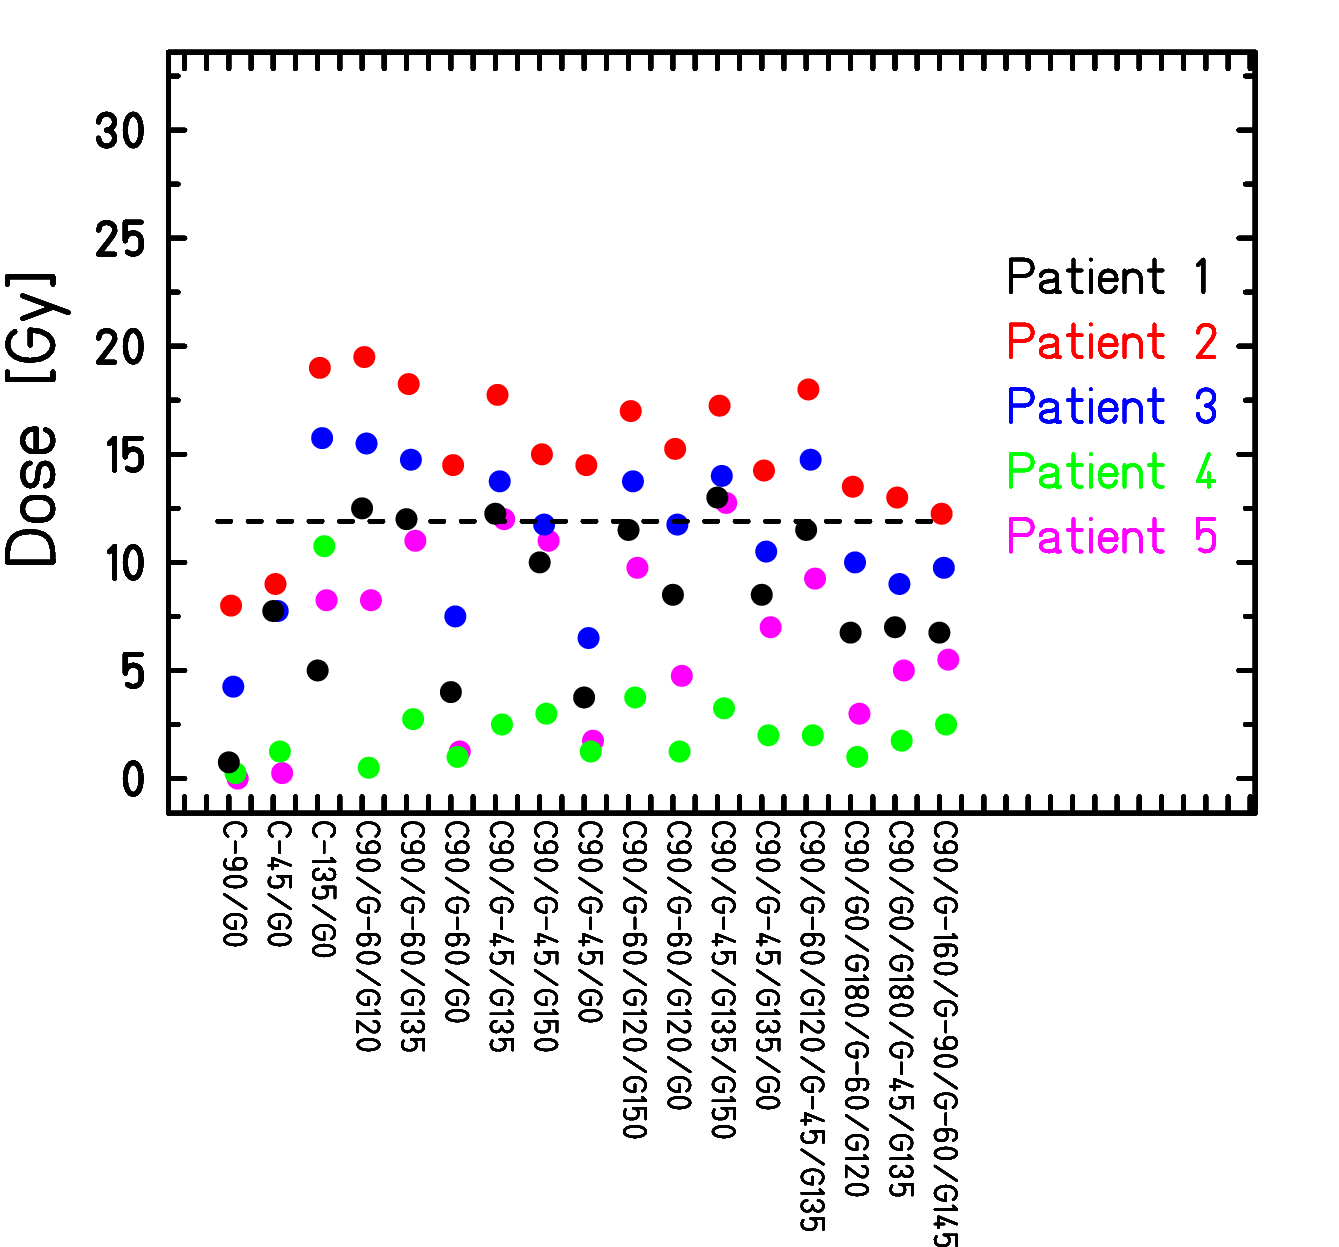 Dose [Gy]
30
25
20
15
10
5
0
Patient 1
Patient 2
Patient 3
Patient 4
Patient 5
C-90/G0
C-45/G0
C-135/G0
C90/G-60/G120
C90/G-60/G135
C90/G-60/G0
C90/G-45/G135
C90/G-45/G150
C90/G-45/G0
C90/G-60/G120/G150
C90/G-60/G120/G0
C90/G-45/G135/G150
C90/G-45/G135/G0
C90/G-60/G120/G-45/G135
C90/G0/G180/G-60/G120
C90/G0/G180/G-45/G135
C90/G-160/G-90/G-60/G145